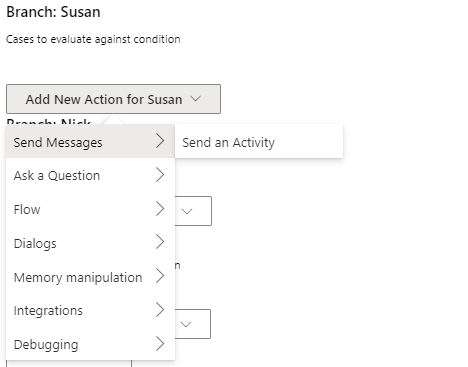 Branch: Susan
Cases to evaluate against condition
Add New Action for Susan
Branch: Nick
Send Messages
Send an Activity
Ask a Question
Flow
Dialogs
Memory manipulation
Integrations
Debugging